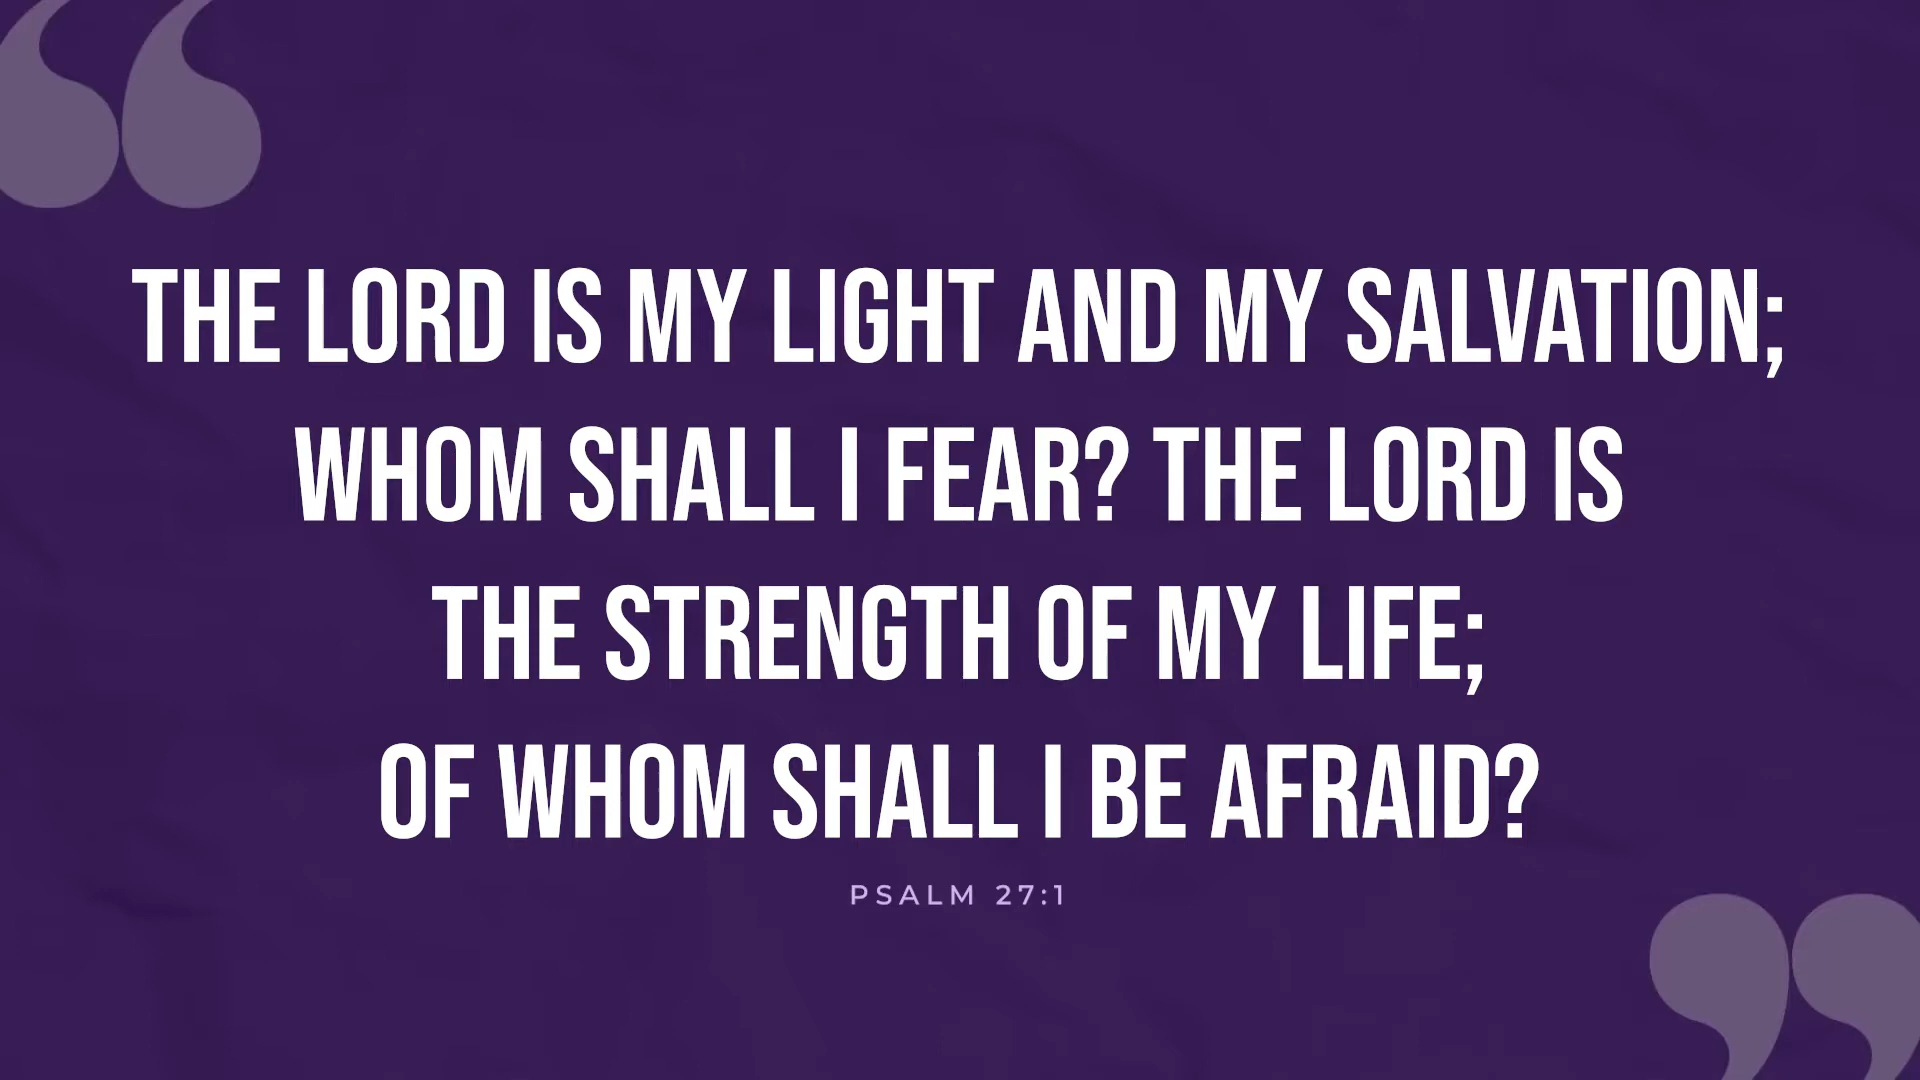 THE LORD IS MY LIGHT AND MY SALVATION;
WHOM SHALL I FEAR? THE LORD IS
THE STRENGTH OF MY LIFE;
OF WHOM SHALL I BE AFRAID?
PSALM 27:1